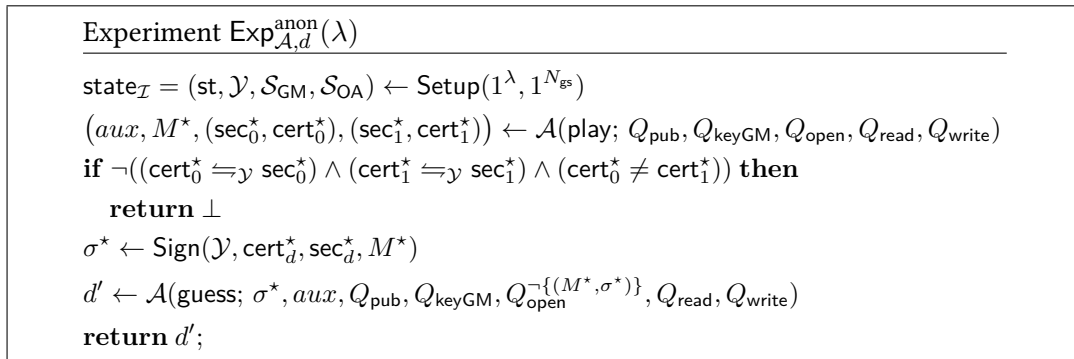 Experiment Exp^{anon}_{𝒜,d}(λ)
state_ℐ = (st, 𝒴, 𝒮_GM, 𝒮_OA) ← Setup(1^λ, 1^{N_gs})
(aux, M^⋆, (sec^⋆_0, cert^⋆_0), (sec^⋆_1, cert^⋆_1)) ← 𝒜(play; Q_pub, Q_keyGM, Q_open, Q_read, Q_write)
if ¬((cert^⋆_0 ⇋_𝒴 sec^⋆_0) ∧ (cert^⋆_1 ⇋_𝒴 sec^⋆_1) ∧ (cert^⋆_0 ≠ cert^⋆_1)) then
return ⊥
σ^⋆ ← Sign(𝒴, cert^⋆_d, sec^⋆_d, M^⋆)
d′ ← 𝒜(guess; σ^⋆, aux, Q_pub, Q_keyGM, Q^{¬{(M^⋆,σ^⋆)}}_open, Q_read, Q_write)
return d′;